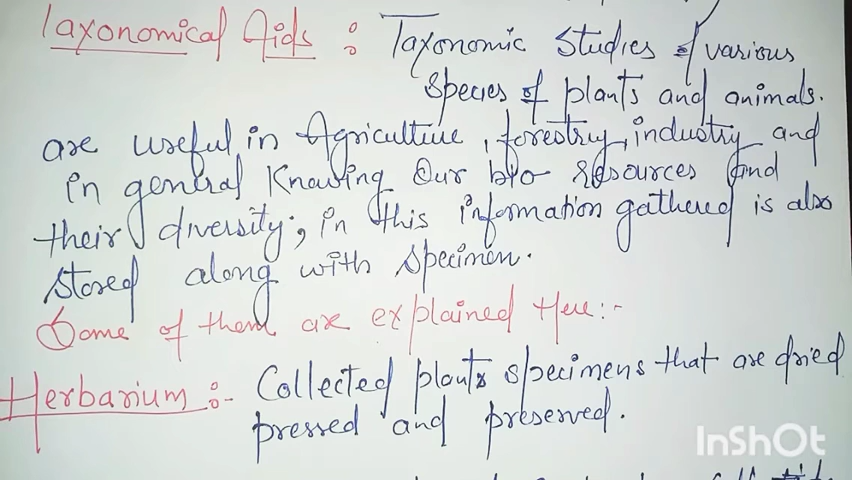 Taxonomical Aids : Taxonomic Studies of various
Species of plants and animals.
are useful in Agriculture, forestry, industry and
in general Knowing Our bio resources and
their diversity; in this information gathered is also
stored along with specimen.
Some of them are explained Here:-
Herbarium :- Collected plants specimens that are dried
pressed and preserved.
InShOt